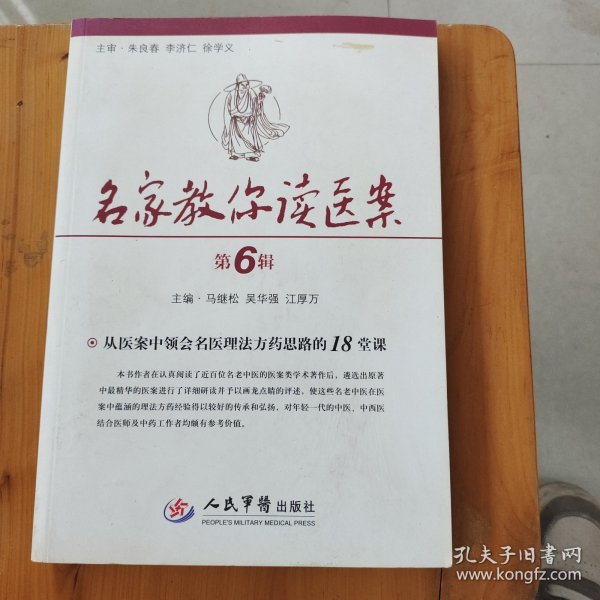 主审·朱良春 李济仁 徐学义
名家教你读医案
第6辑
主编·马继松 吴华强 江厚万
从医案中领会名医理法方药思路的18堂课
本书作者在认真阅读了近百位名老中医的医案类学术著作后，遴选出原著
中最精华的医案进行了详细研读并予以画龙点睛的评述。使这些名老中医在医
案中蕴涵的理法方药经验得以较好的传承和弘扬。对年轻一代的中医、中西医
结合医师及中药工作者均颇有参考价值。
人民军醫出版社
PEOPLE'S MILITARY MEDICAL PRESS
孔夫子旧书网
www.kongfz.com